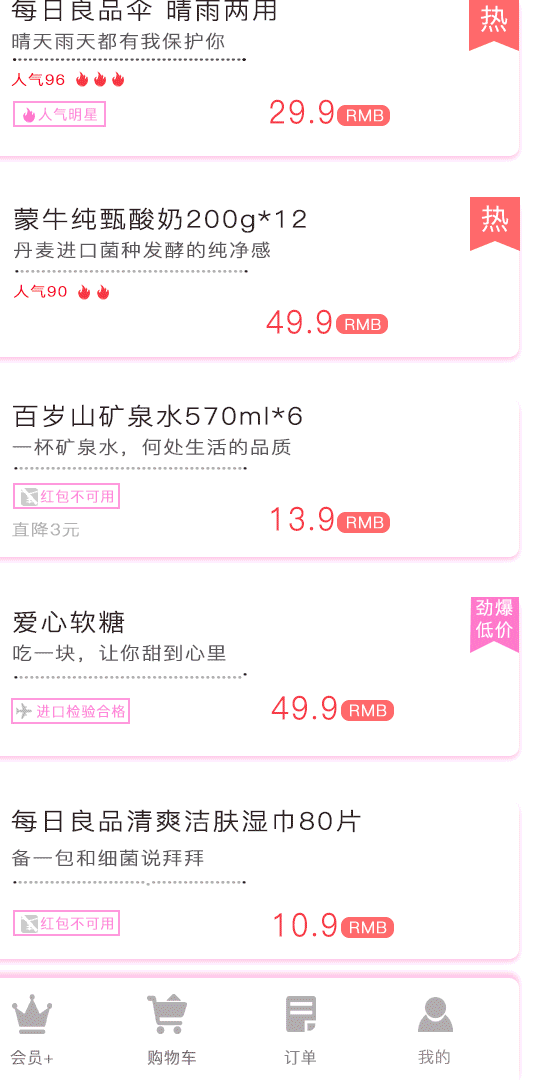 每日良品伞 晴雨两用
热
晴天雨天都有我保护你
人气96
人气明星
29.9 RMB
蒙牛纯甄酸奶200g*12
热
丹麦进口菌种发酵的纯净感
人气90
49.9 RMB
百岁山矿泉水570ml*6
一杯矿泉水，何处生活的品质
红包不可用
直降3元
13.9 RMB
爱心软糖
劲爆
低价
吃一块，让你甜到心里
进口检验合格
49.9 RMB
每日良品清爽洁肤湿巾80片
备一包和细菌说拜拜
红包不可用
10.9 RMB
会员+
购物车
订单
我的